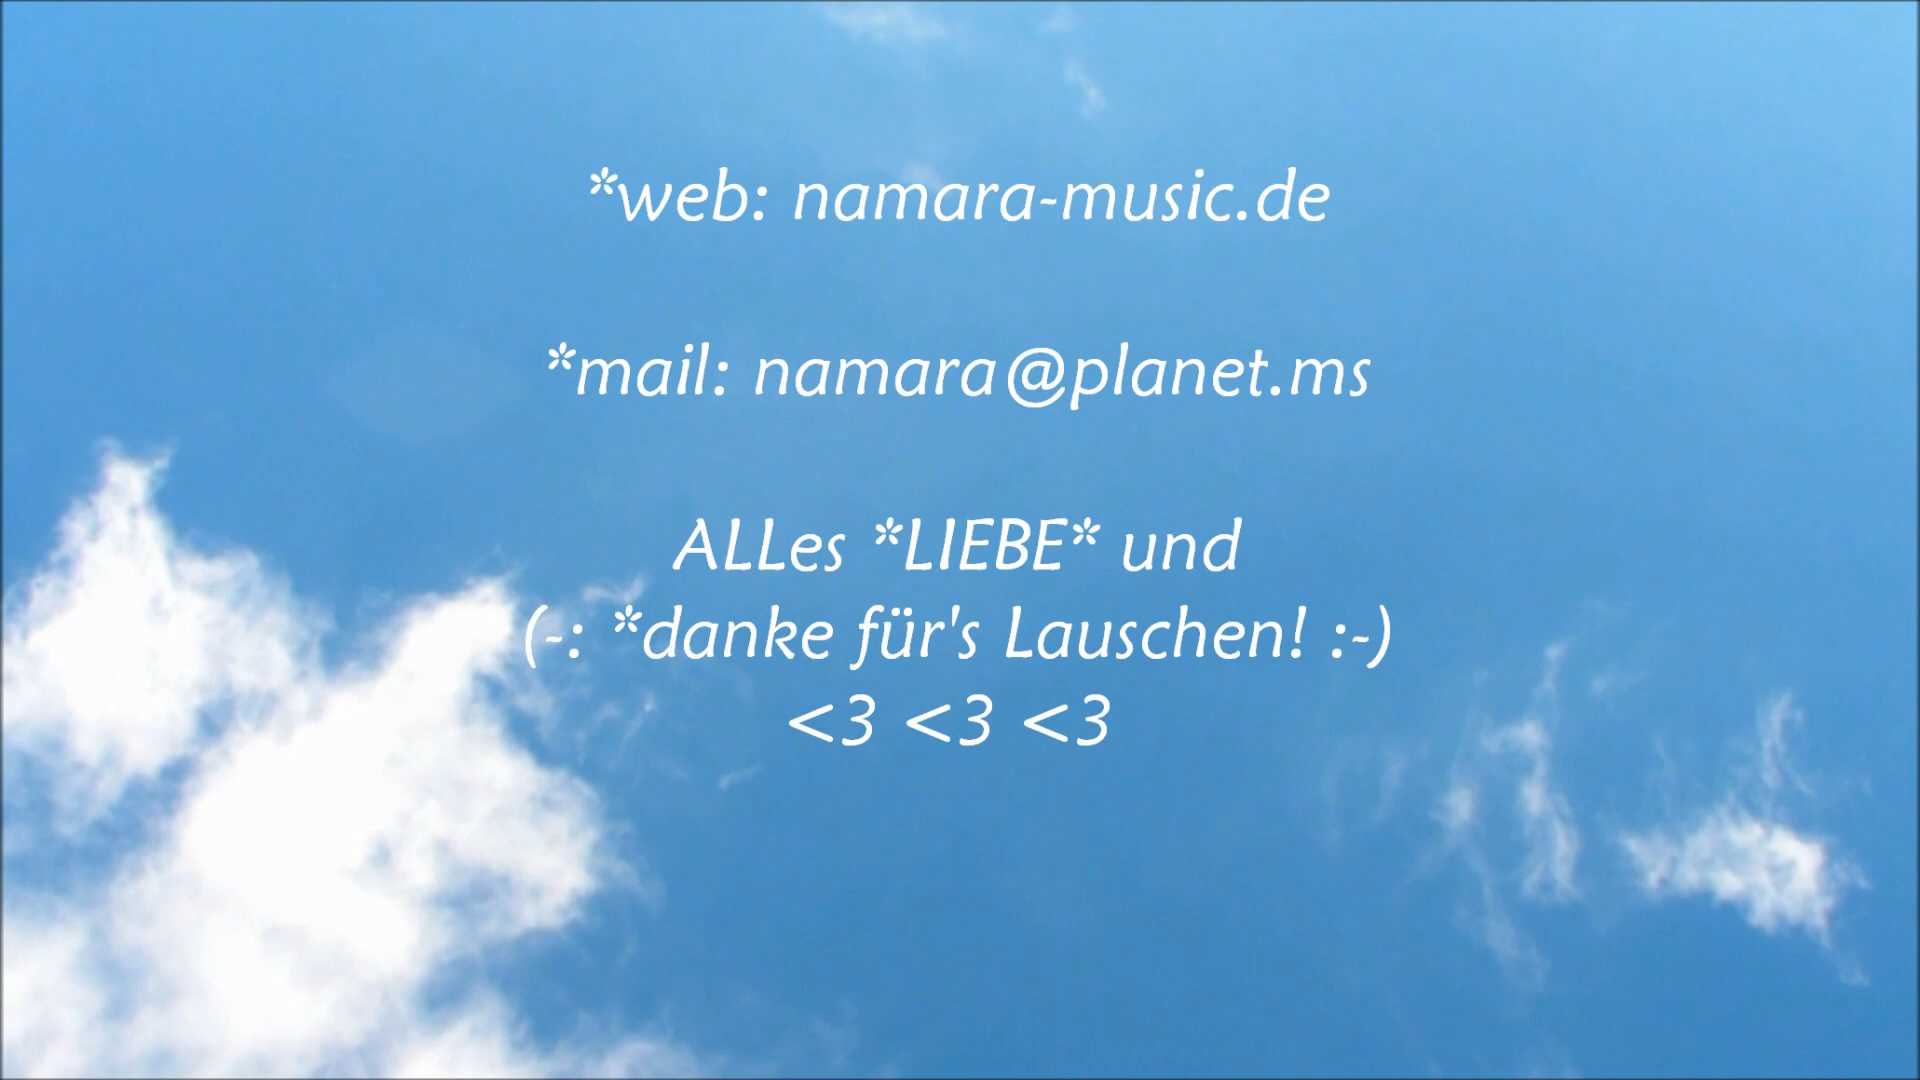 *web: namara-music.de
*mail: namara@planet.ms
ALLes *LIEBE* und
(-: *danke für's Lauschen! :-)
<3 <3 <3